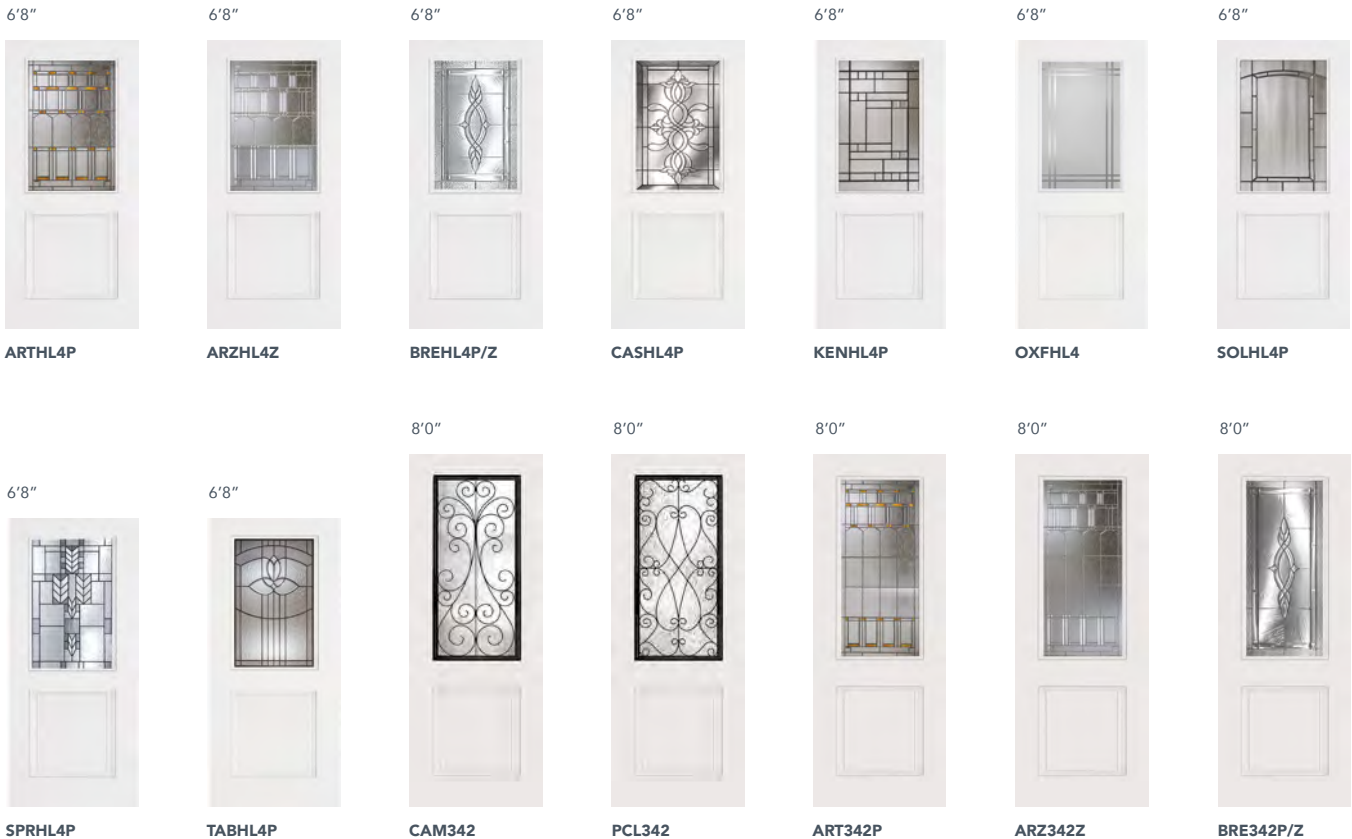 6’8” 6’8” 6’8” 6’8” 6’8” 6’8” 6’8”
ARTHL4P ARZHL4Z BREHL4P/Z CASHL4P KENHL4P OXFHL4 SOLHL4P
8’0” 8’0” 8’0” 8’0” 8’0”
6’8” 6’8”
SPRHL4P TABHL4P CAM342 PCL342 ART342P ARZ342Z BRE342P/Z